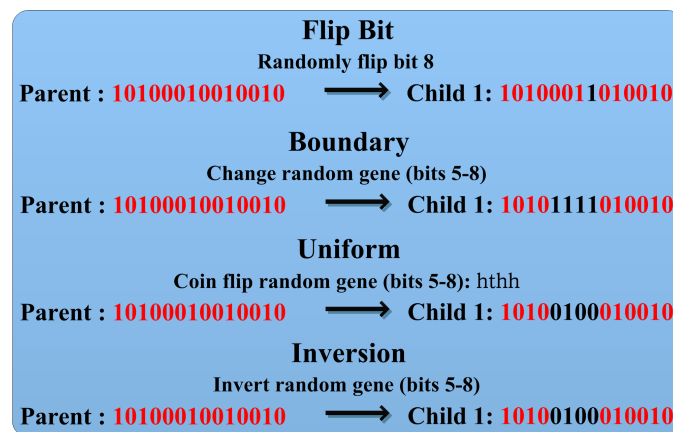 Flip Bit
Randomly flip bit 8
Parent : 10100010010010 Child 1: 10100011010010
Boundary
Change random gene (bits 5-8)
Parent : 10100010010010 Child 1: 10101111010010
Uniform
Coin flip random gene (bits 5-8): hthh
Parent : 10100010010010 Child 1: 10100100010010
Inversion
Invert random gene (bits 5-8)
Parent : 10100010010010 Child 1: 10100100010010